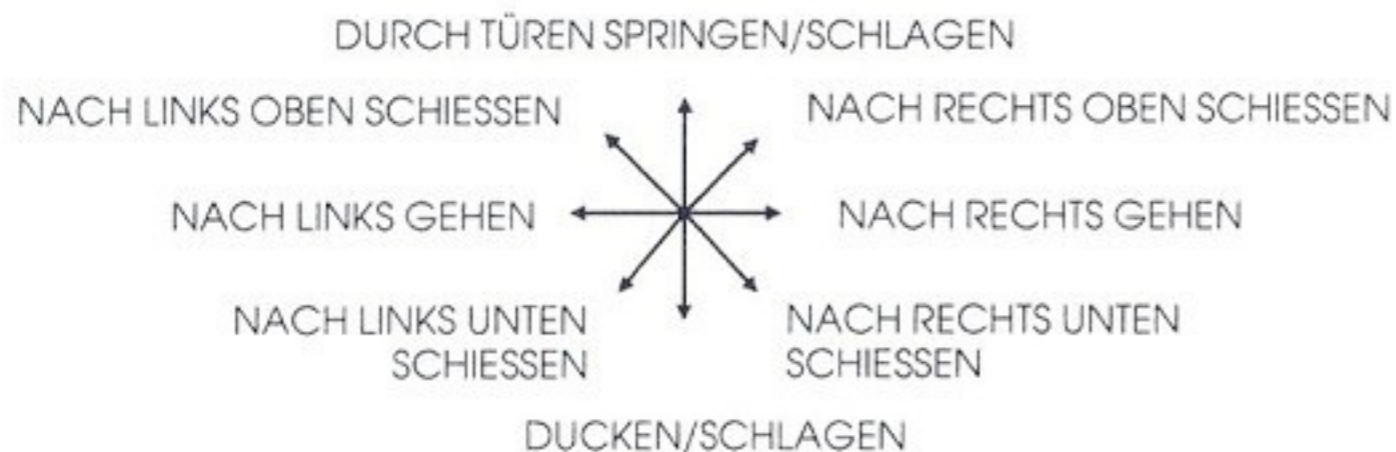 DURCH TÜREN SPRINGEN/SCHLAGEN
NACH LINKS OBEN SCHIESSEN
NACH RECHTS OBEN SCHIESSEN
NACH LINKS GEHEN
NACH RECHTS GEHEN
NACH LINKS UNTEN
SCHIESSEN
NACH RECHTS UNTEN
SCHIESSEN
DUCKEN/SCHLAGEN